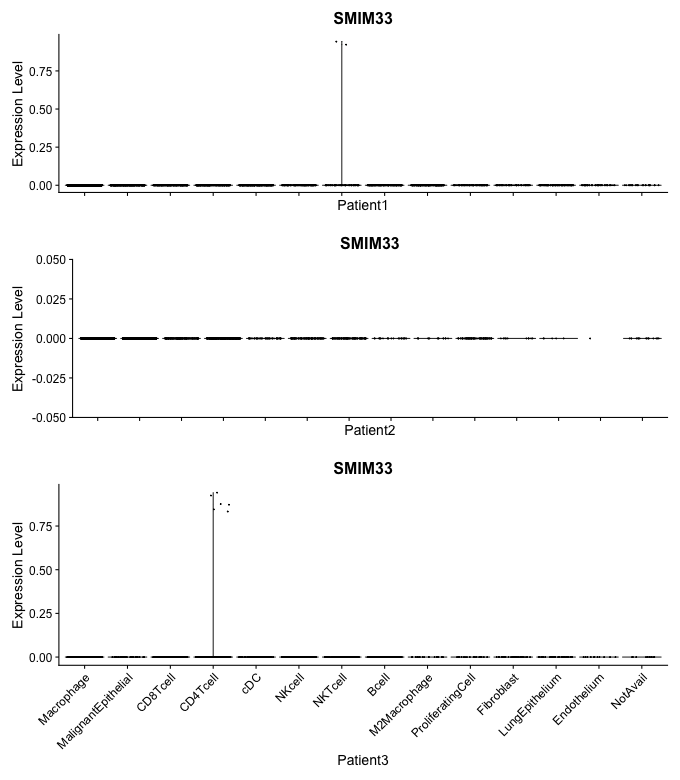 SMIM33
Expression Level
0.75
0.50
0.25
0.00
Patient1
SMIM33
Expression Level
0.050
0.025
0.000
-0.025
-0.050
Patient2
SMIM33
Expression Level
0.75
0.50
0.25
0.00
Macrophage
MalignantEpithelial
CD8Tcell
CD4Tcell
cDC
NKcell
NKTcell
Bcell
M2Macrophage
ProliferatingCell
Fibroblast
LungEpithelium
Endothelium
NotAvail
Patient3